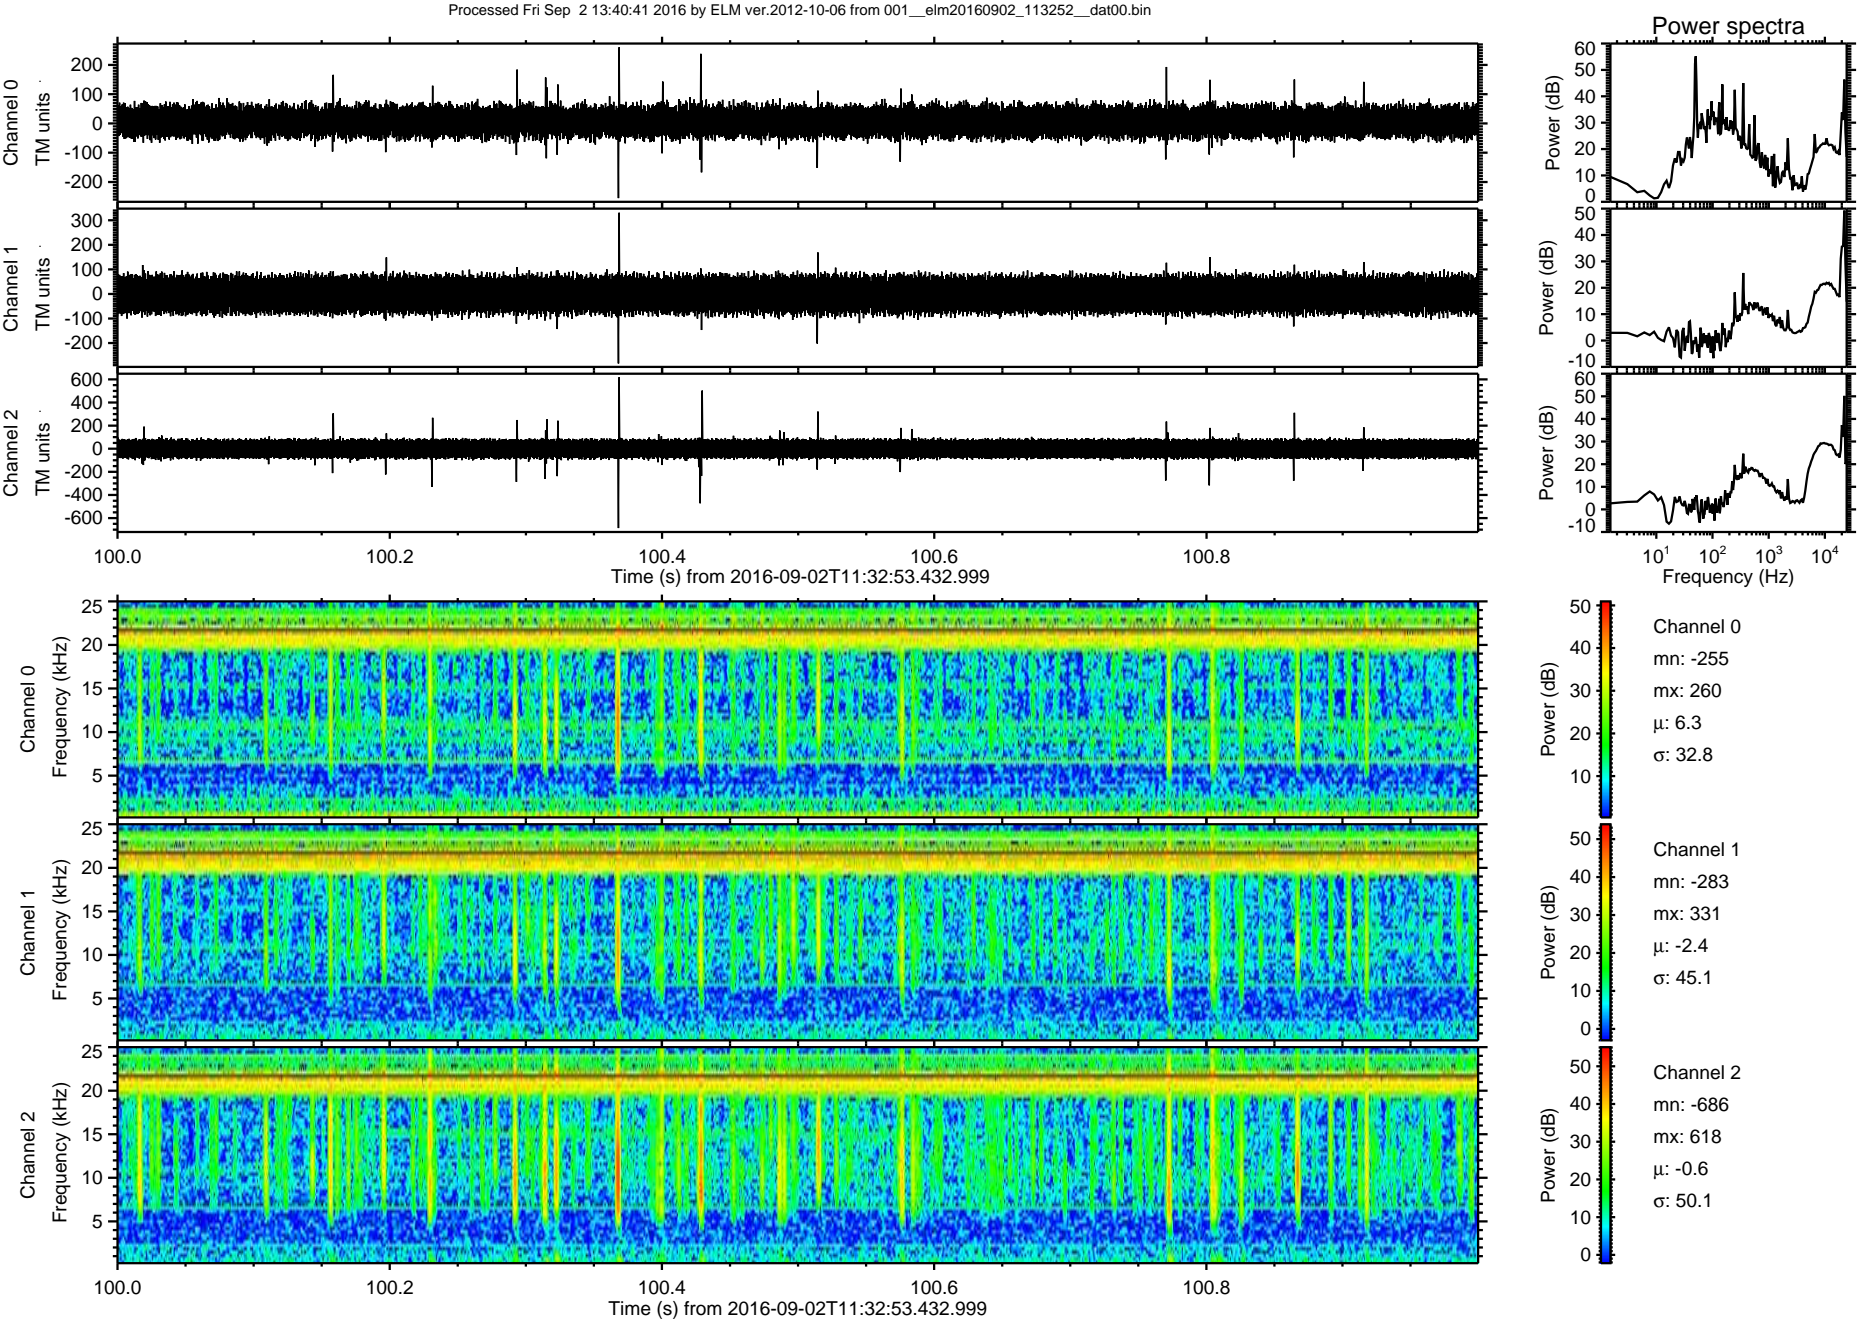 Processed Fri Sep  2 13:40:41 2016 by ELM ver.2012-10-06 from 001__elm20160902_113252__dat00.bin
Power spectra
Channel 0
TM units
200
100
0
-100
-200
Power (dB)
60
50
40
30
20
10
0
Channel 1
TM units
300
200
100
0
-100
-200
Power (dB)
50
40
30
20
10
0
-10
Channel 2
TM units
600
400
200
0
-200
-400
-600
Power (dB)
60
50
40
30
20
10
0
-10
100.0 100.2 100.4 100.6 100.8
Time (s) from 2016-09-02T11:32:53.432.999
10¹ 10² 10³ 10⁴
Frequency (Hz)
Channel 0
Frequency (kHz)
25
20
15
10
5
Power (dB)
50
40
30
20
10
Channel 0
mn: -255
mx: 260
μ: 6.3
σ: 32.8
Channel 1
Frequency (kHz)
25
20
15
10
5
Power (dB)
50
40
30
20
10
0
Channel 1
mn: -283
mx: 331
μ: -2.4
σ: 45.1
Channel 2
Frequency (kHz)
25
20
15
10
5
Power (dB)
50
40
30
20
10
0
Channel 2
mn: -686
mx: 618
μ: -0.6
σ: 50.1
100.0 100.2 100.4 100.6 100.8
Time (s) from 2016-09-02T11:32:53.432.999